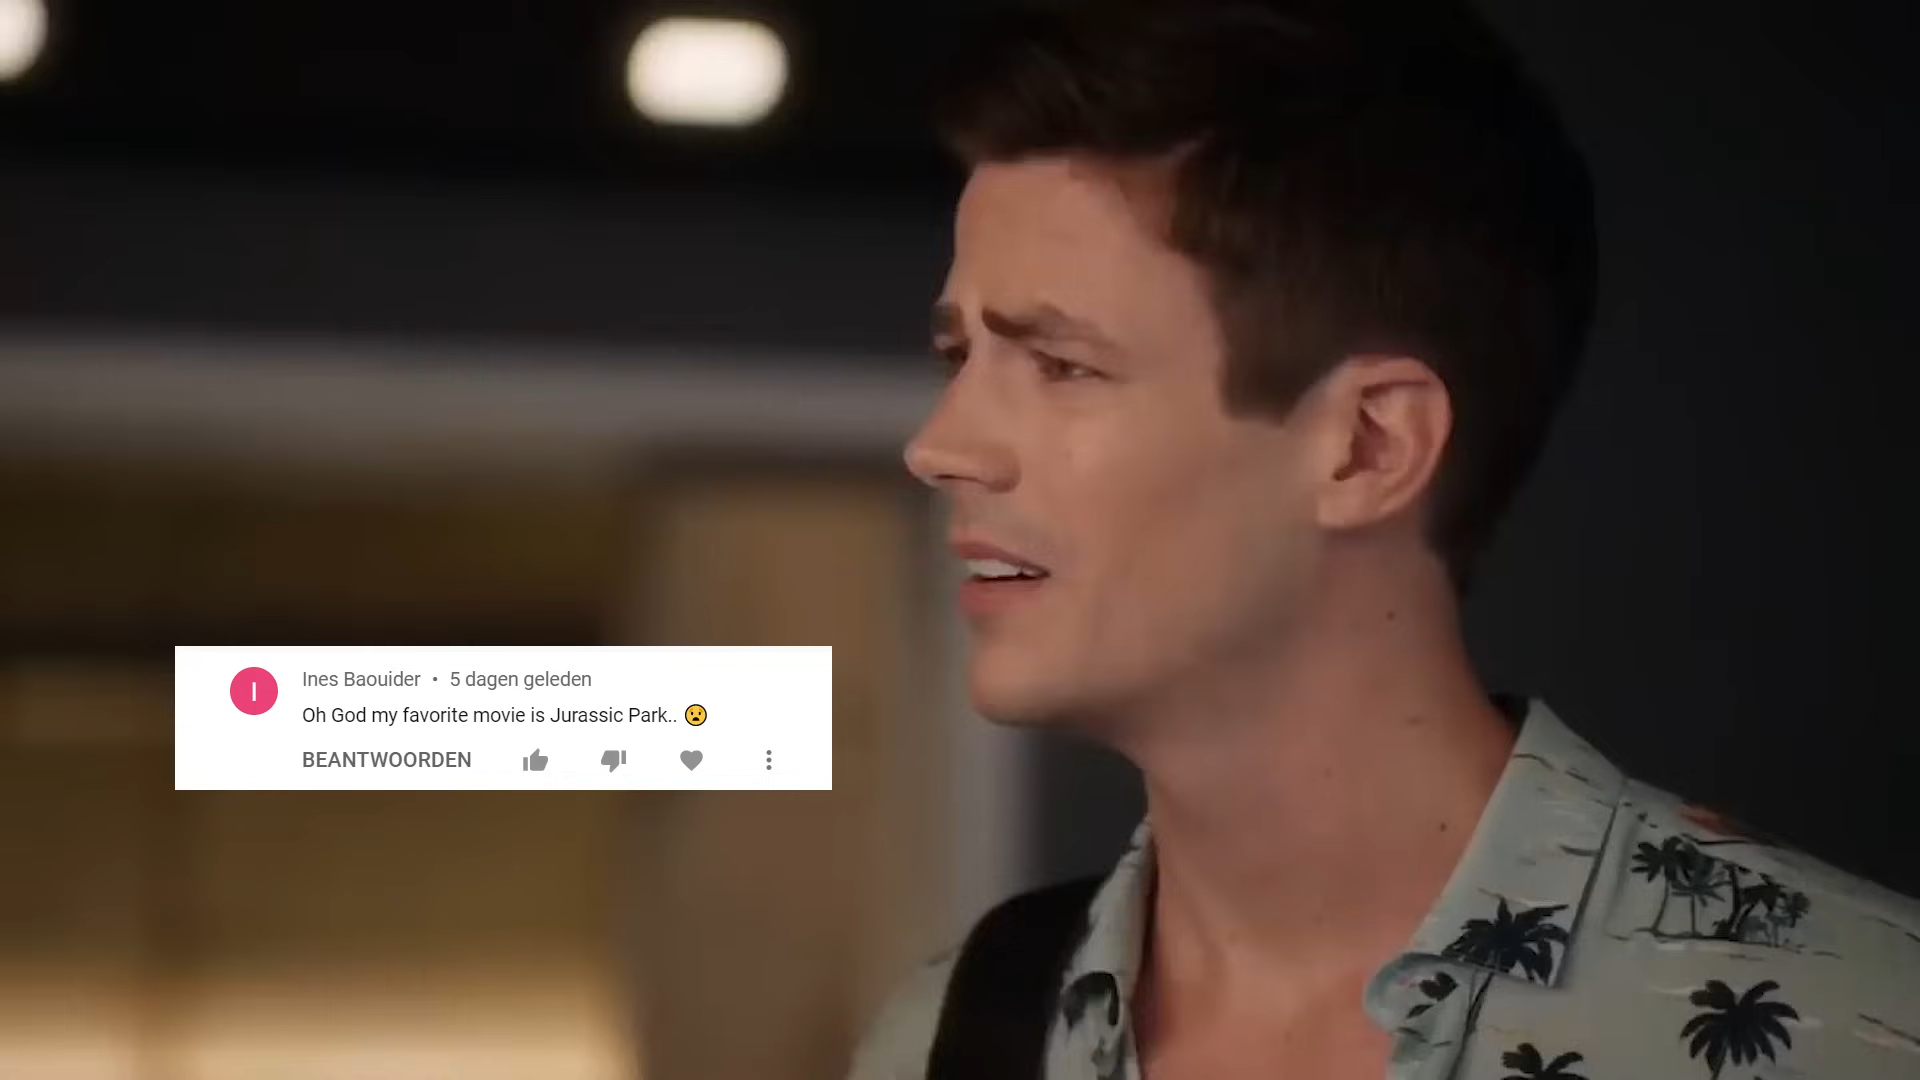 I
Ines Baouider • 5 dagen geleden
Oh God my favorite movie is Jurassic Park.. 😦
BEANTWOORDEN